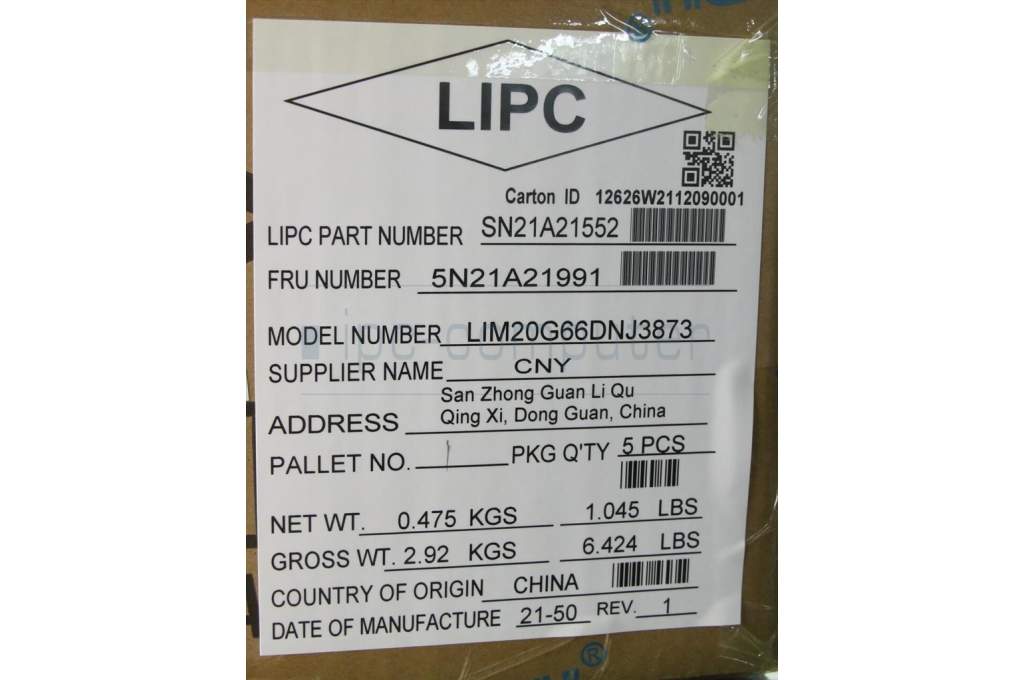 LIPC
Carton ID 12626W2112090001
LIPC PART NUMBER SN21A21552
FRU NUMBER 5N21A21991
MODEL NUMBER LIM20G66DNJ3873
ipc-computer
SUPPLIER NAME CNY
San Zhong Guan Li Qu
ADDRESS Qing Xi, Dong Guan, China
PALLET NO. 1 PKG Q'TY 5 PCS
NET WT. 0.475 KGS 1.045 LBS
GROSS WT. 2.92 KGS 6.424 LBS
COUNTRY OF ORIGIN CHINA
DATE OF MANUFACTURE 21-50 REV. 1
®